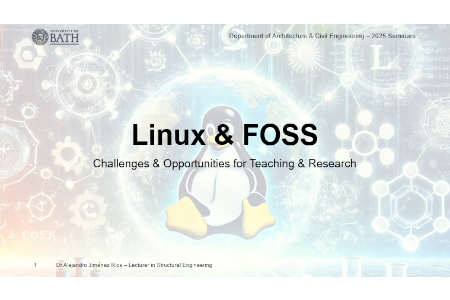 UNIVERSITY OF
BATH
Department of Architecture & Civil Engineering – 2025 Seminars
Linux & FOSS
Challenges & Opportunities for Teaching & Research
1 Dr Alejandro Jiménez Rios – Lecturer in Structural Engineering